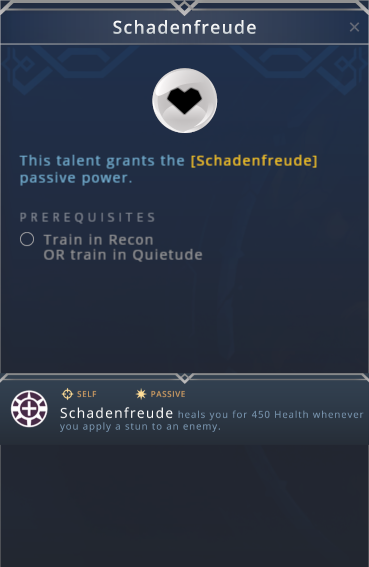 Schadenfreude
This talent grants the [Schadenfreude]
passive power.
PREREQUISITES
Train in Recon
OR train in Quietude
SELF PASSIVE
Schadenfreude heals you for 450 Health whenever
you apply a stun to an enemy.